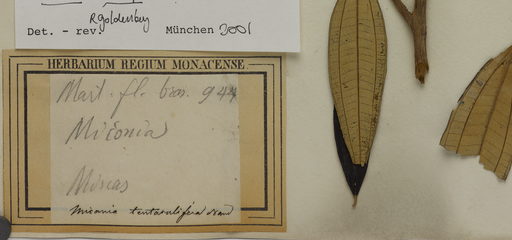 R Goldenberg
Det. - rev. München 2001
HERBARIUM REGIUM MONACENSE
Mart. fl. bras. 944
Miconia
Minas
Miconia tentaculifera Naud